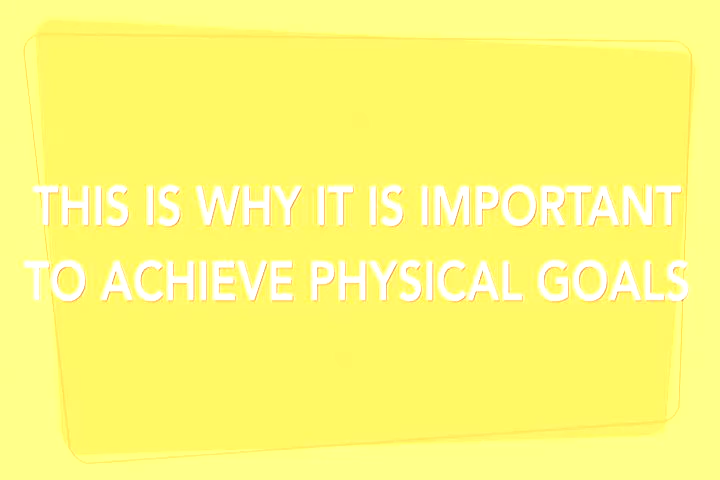 THIS IS WHY IT IS IMPORTANT
TO ACHIEVE PHYSICAL GOALS